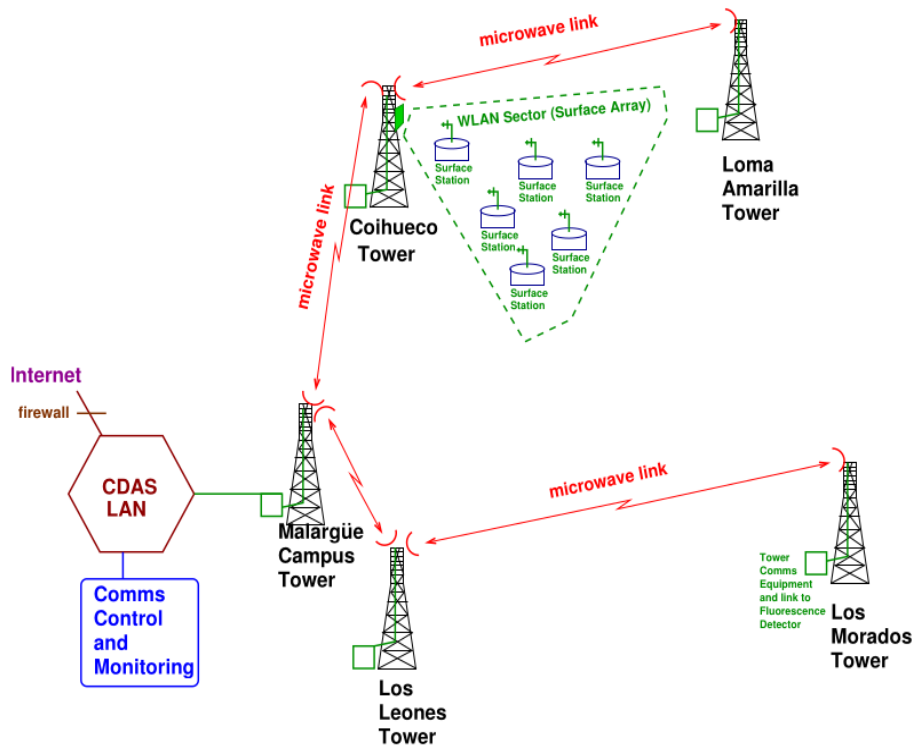 microwave link
Loma
Amarilla
Tower
WLAN Sector (Surface Array)
Surface
Station
Surface
Station
Surface
Station
Surface
Station
Surface
Station
Surface
Station
Coihueco
Tower
microwave link
Internet
firewall
CDAS
LAN
Malargüe
Campus
Tower
Comms
Control
and
Monitoring
microwave link
Los
Leones
Tower
Tower
Comms
Equipment
and link to
Fluorescence
Detector
Los
Morados
Tower